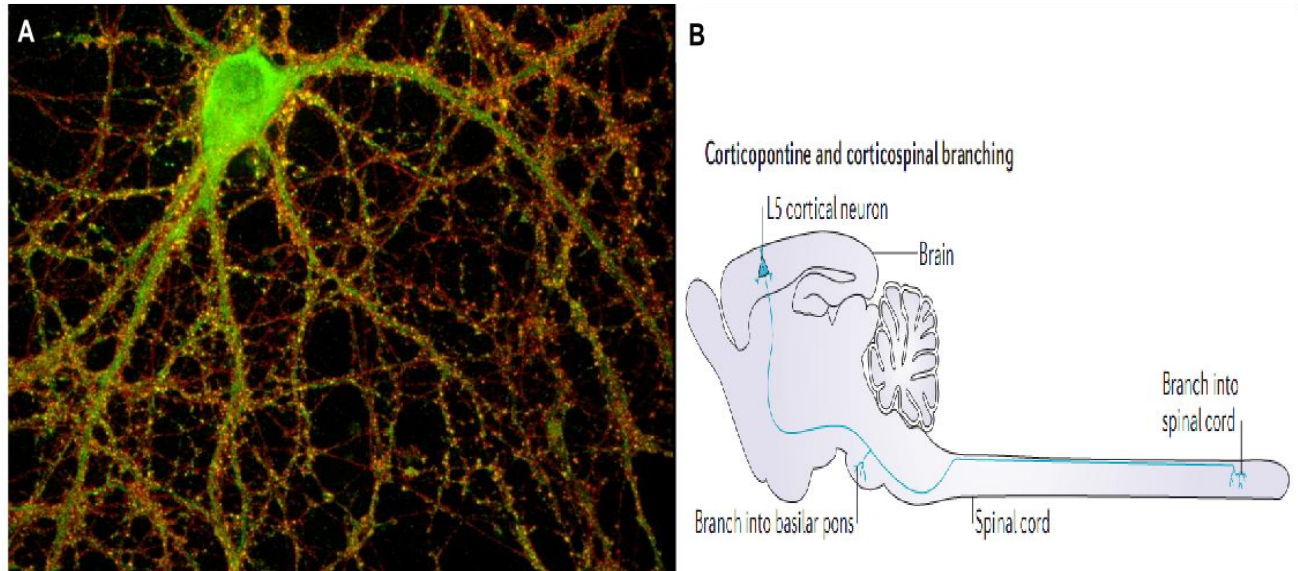 A
B
Corticopontine and corticospinal branching
L5 cortical neuron
Brain
Branch into
spinal cord
Branch into basilar pons
Spinal cord